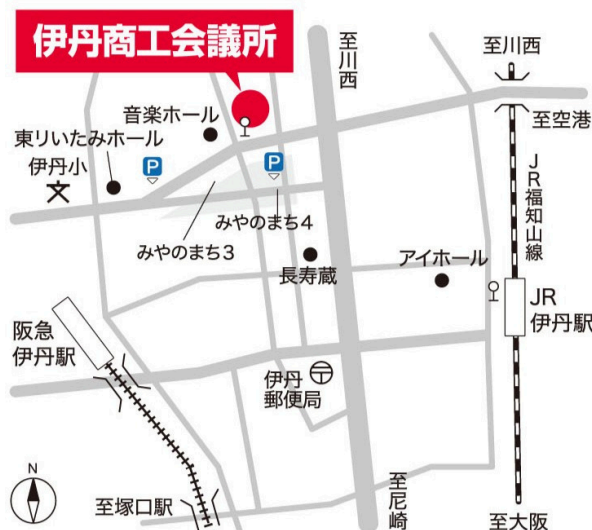 伊丹商工会議所
至川西
至川西
音楽ホール
至空港
東リいたみホール
伊丹小
文
P
P
JR福知山線
みやのまち4
みやのまち3
アイホール
長寿蔵
JR
伊丹駅
阪急
伊丹駅
伊丹
郵便局
N
至塚口駅
至尼崎
至大阪